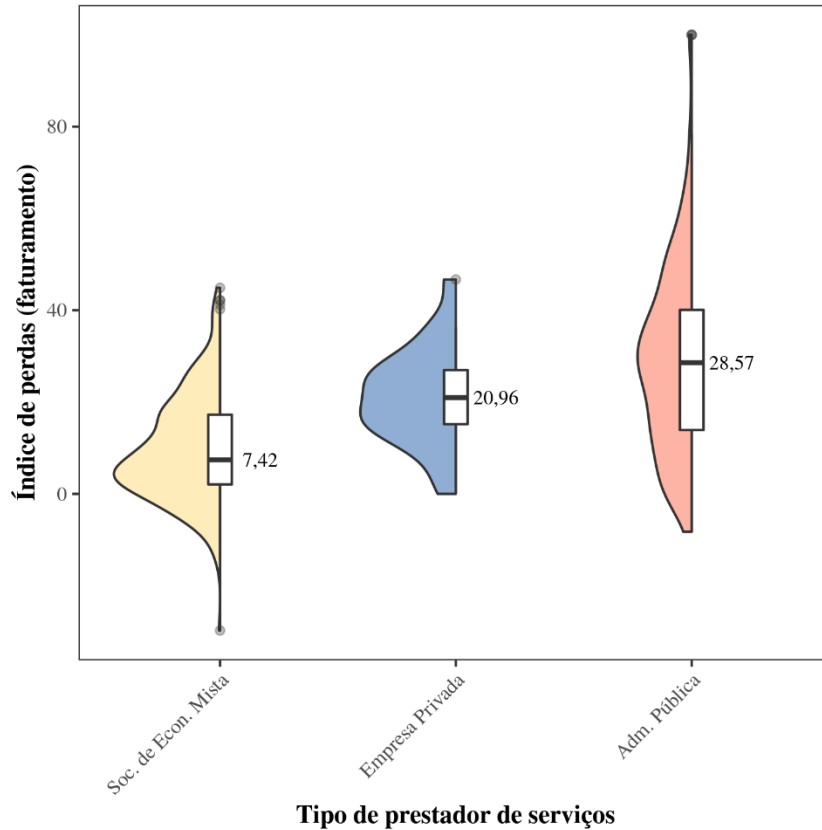 Índice de perdas (faturamento)
80
40
0
7,42
20,96
28,57
Soc. de Econ. Mista
Empresa Privada
Adm. Pública
Tipo de prestador de serviços